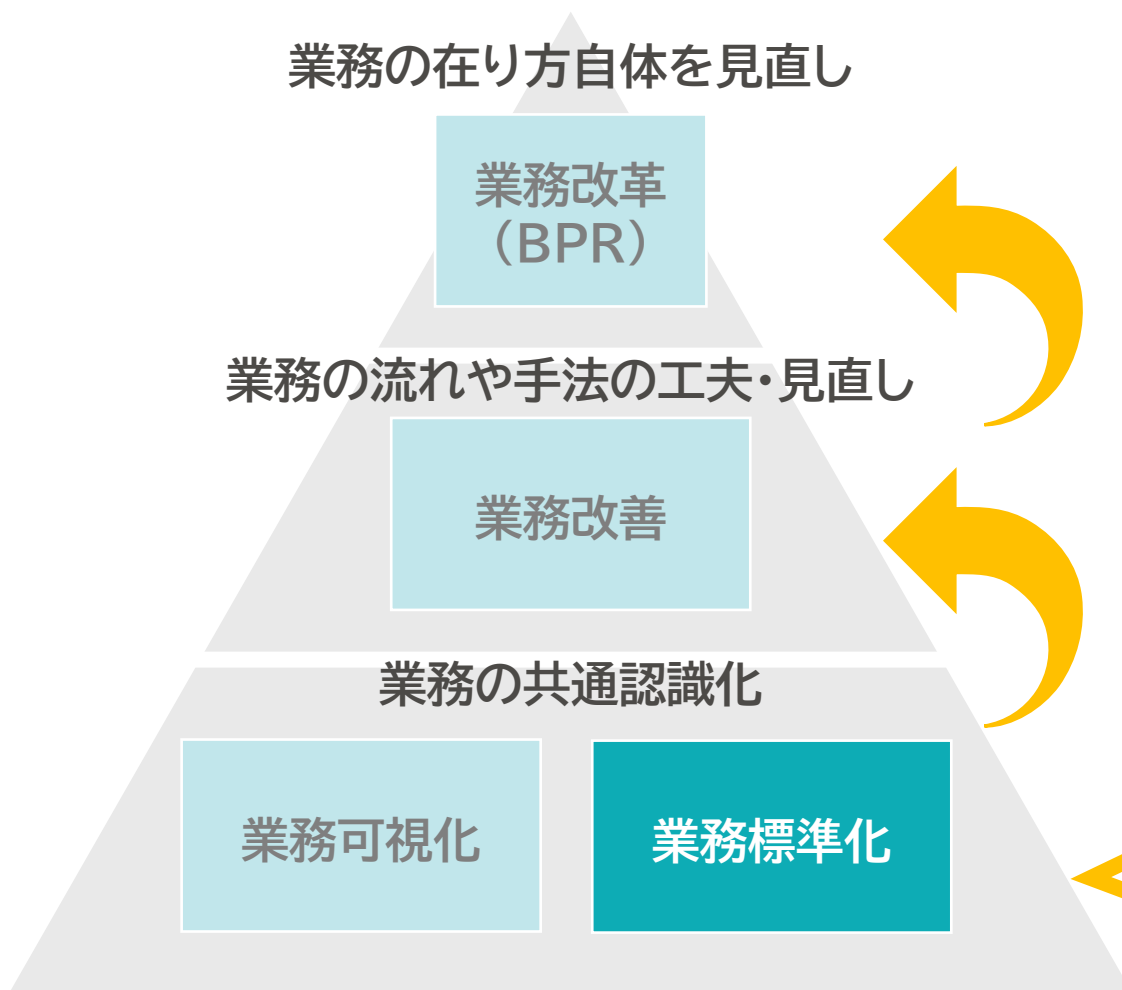 業務の在り方自体を見直し
業務改革
（BPR）
業務の流れや手法の工夫・見直し
業務改善
業務の共通認識化
業務可視化
業務標準化